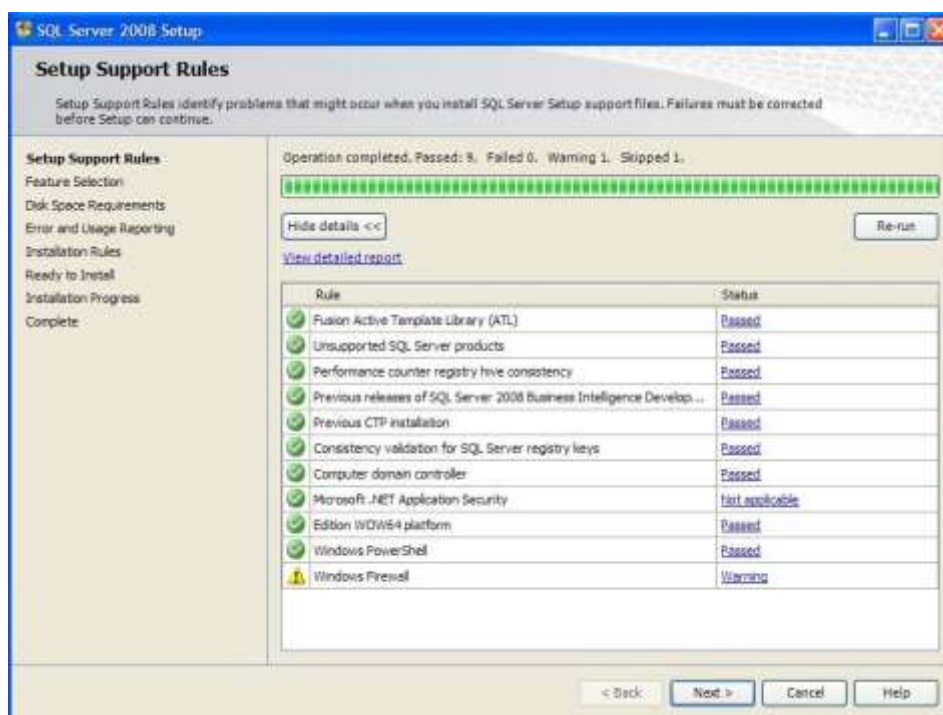 SQL Server 2008 Setup
Setup Support Rules
Setup Support Rules identify problems that might occur when you install SQL Server Setup support files. Failures must be corrected
before Setup can continue.
Setup Support Rules
Feature Selection
Disk Space Requirements
Error and Usage Reporting
Installation Rules
Ready to Install
Installation Progress
Complete
Operation completed. Passed: 9. Failed 0. Warning 1. Skipped 1.
Hide details <<
Re-run
View detailed report
Rule Status
Fusion Active Template Library (ATL) Passed
Unsupported SQL Server products Passed
Performance counter registry hive consistency Passed
Previous releases of SQL Server 2008 Business Intelligence Develop... Passed
Previous CTP installation Passed
Consistency validation for SQL Server registry keys Passed
Computer domain controller Passed
Microsoft .NET Application Security Not applicable
Edition WOW64 platform Passed
Windows PowerShell Passed
Windows Firewall Warning
< Back Next > Cancel Help